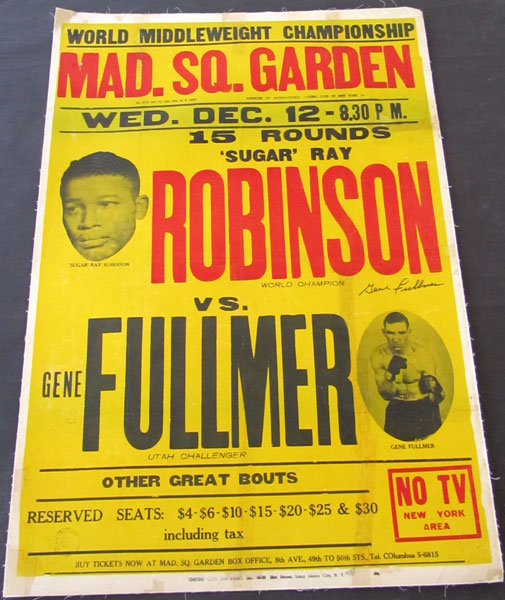 WORLD MIDDLEWEIGHT CHAMPIONSHIP
MAD. SQ. GARDEN
WED. DEC. 12 - 8.30 P M.
15 ROUNDS
'SUGAR' RAY
ROBINSON
'SUGAR' RAY ROBINSON
WORLD CHAMPION
Gene Fullmer
VS.
GENE FULLMER
GENE FULLMER
UTAH CHALLENGER
OTHER GREAT BOUTS
RESERVED SEATS: $4-$6-$10-$15-$20-$25 & $30
including tax
NO TV
NEW YORK
AREA
BUY TICKETS NOW AT MAD. SQ. GARDEN BOX OFFICE, 8th AVE., 49TH TO 50th STS., Tel. COlumbus 5-6815
Long Island City, N. Y.